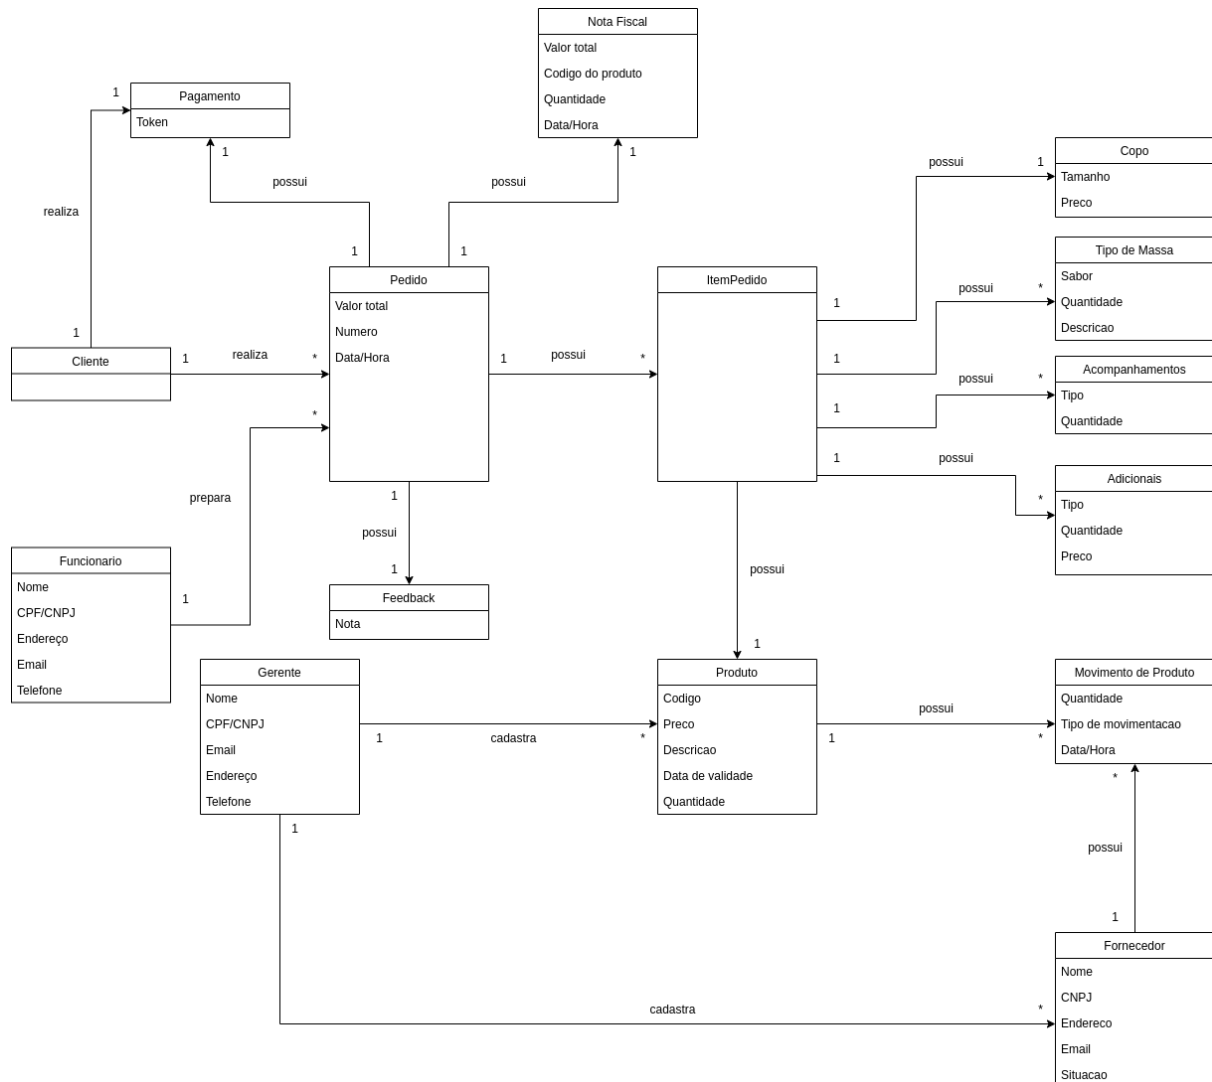 Nota Fiscal
Valor total
Codigo do produto
Quantidade
Data/Hora
1
Pagamento
Token
1
1
1
possui
possui
realiza
possui
1
Copo
Tamanho
Preco
1
1
Pedido
Valor total
Numero
Data/Hora
ItemPedido
Tipo de Massa
Sabor
Quantidade
Descricao
1
possui
*
1
Cliente
1
realiza
*
1
possui
*
1
possui
*
Acompanhamentos
Tipo
Quantidade
1
*
1
possui
*
Adicionais
Tipo
Quantidade
Preco
prepara
1
possui
1
Feedback
Nota
possui
1
Funcionario
Nome
CPF/CNPJ
Endereço
Email
Telefone
1
Gerente
Nome
CPF/CNPJ
Email
Endereço
Telefone
1
cadastra
*
Produto
Codigo
Preco
Descricao
Data de validade
Quantidade
possui
1
*
Movimento de Produto
Quantidade
Tipo de movimentacao
Data/Hora
*
1
possui
1
cadastra
*
Fornecedor
Nome
CNPJ
Endereco
Email
Situacao